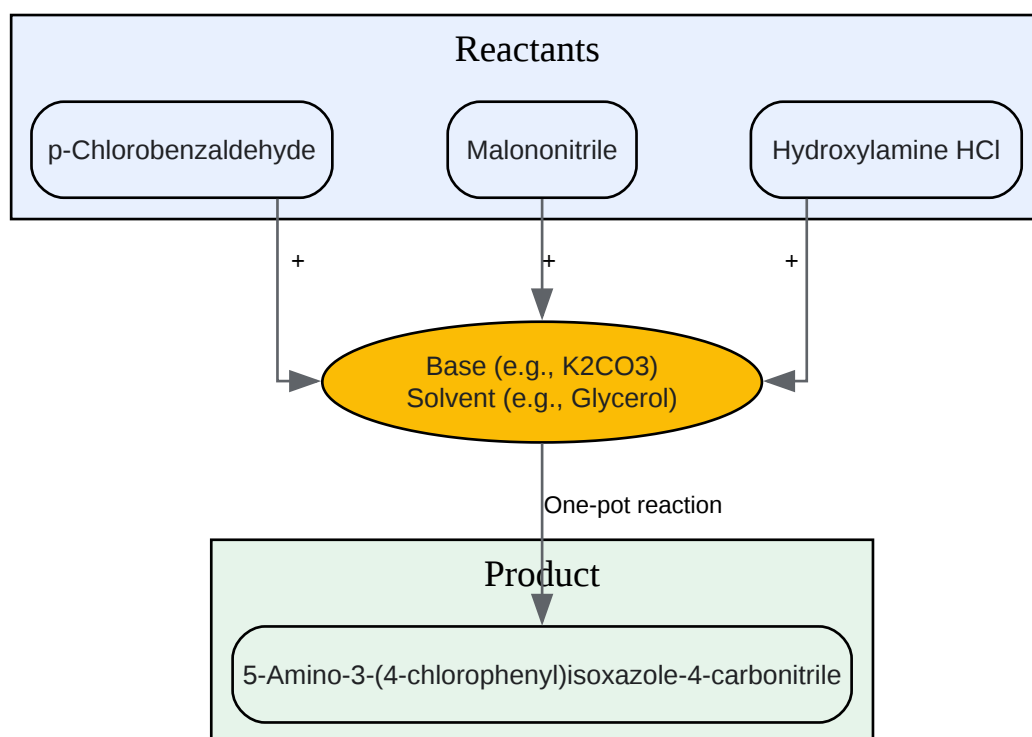 Reactants
p-Chlorobenzaldehyde
Malononitrile
Hydroxylamine HCl
+
+
+
Base (e.g., K2CO3)
Solvent (e.g., Glycerol)
One-pot reaction
Product
5-Amino-3-(4-chlorophenyl)isoxazole-4-carbonitrile